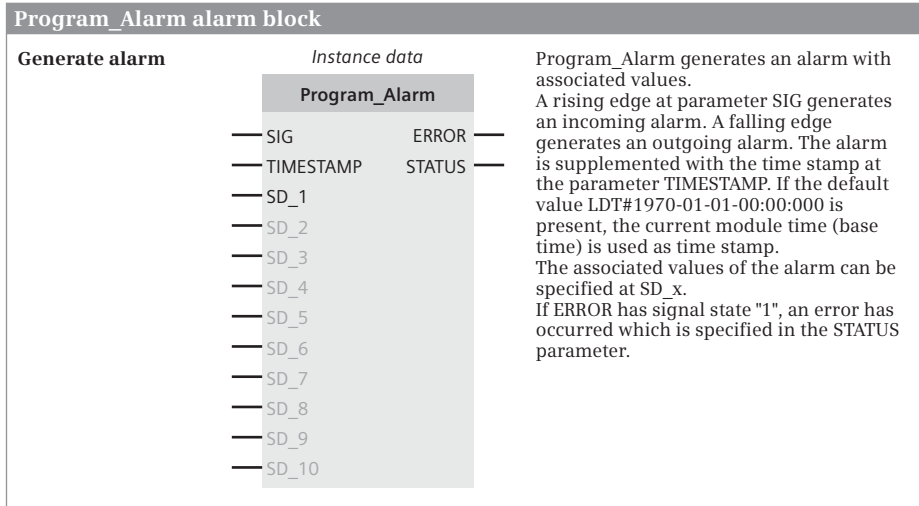 Program_Alarm alarm block
Generate alarm
Instance data
Program_Alarm
SIG ERROR
TIMESTAMP STATUS
SD_1
SD_2
SD_3
SD_4
SD_5
SD_6
SD_7
SD_8
SD_9
SD_10
Program_Alarm generates an alarm with
associated values.
A rising edge at parameter SIG generates
an incoming alarm. A falling edge
generates an outgoing alarm. The alarm
is supplemented with the time stamp at
the parameter TIMESTAMP. If the default
value LDT#1970-01-01-00:00:000 is
present, the current module time (base
time) is used as time stamp.
The associated values of the alarm can be
specified at SD_x.
If ERROR has signal state "1", an error has
occurred which is specified in the STATUS
parameter.